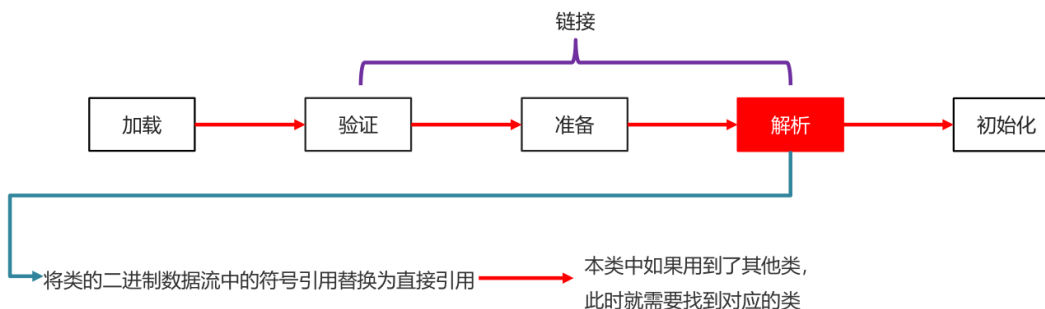 链接
加载
验证
准备
解析
初始化
将类的二进制数据流中的符号引用替换为直接引用
本类中如果用到了其他类，
此时就需要找到对应的类